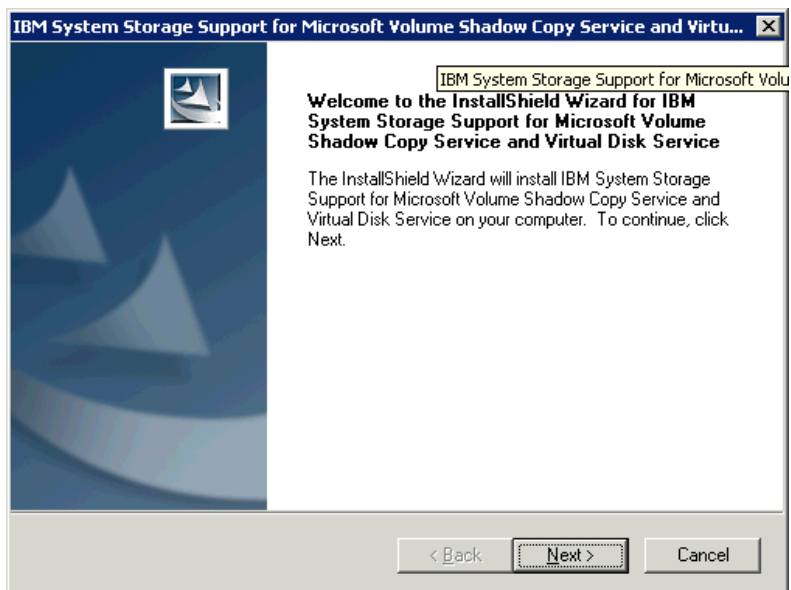 IBM System Storage Support for Microsoft Volume Shadow Copy Service and Virtu...
IBM System Storage Support for Microsoft Volu
Welcome to the InstallShield Wizard for IBM
System Storage Support for Microsoft Volume
Shadow Copy Service and Virtual Disk Service
The InstallShield Wizard will install IBM System Storage
Support for Microsoft Volume Shadow Copy Service and
Virtual Disk Service on your computer. To continue, click
Next.
< Back Next > Cancel